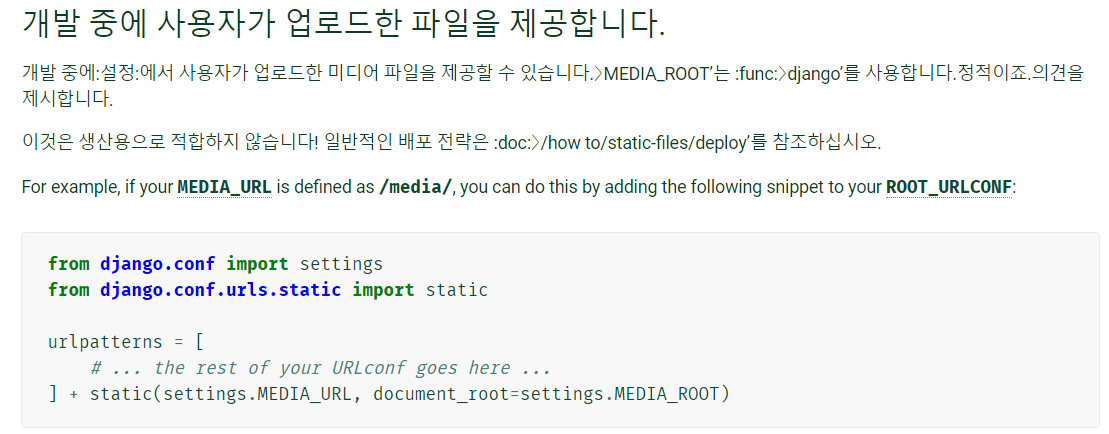 개발 중에 사용자가 업로드한 파일을 제공합니다.
개발 중에:설정:에서 사용자가 업로드한 미디어 파일을 제공할 수 있습니다.〉MEDIA_ROOT’는 :func:〉django’를 사용합니다.정적이죠.의견을
제시합니다.
이것은 생산용으로 적합하지 않습니다! 일반적인 배포 전략은 :doc:〉/how to/static-files/deploy’를 참조하십시오.
For example, if your MEDIA_URL is defined as /media/, you can do this by adding the following snippet to your ROOT_URLCONF:
from django.conf import settings
from django.conf.urls.static import static
urlpatterns = [
    # ... the rest of your URLconf goes here ...
] + static(settings.MEDIA_URL, document_root=settings.MEDIA_ROOT)